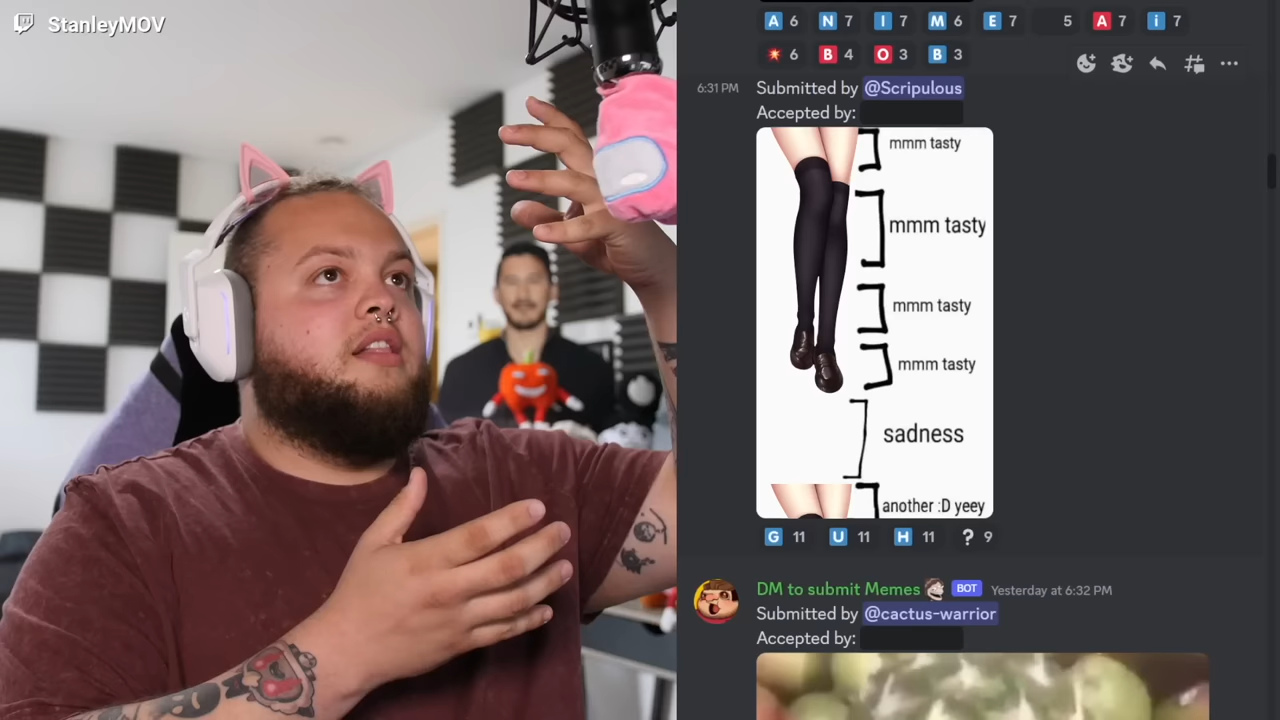 StanleyMOV
A 6 N 7 I 7 M 6 E 7 5 A 7 i 7
6 B 4 O 3 B 3
6:31 PM Submitted by @Scripulous
Accepted by:
mmm tasty
mmm tasty
mmm tasty
mmm tasty
sadness
another :D yeey
G 11 U 11 H 11 ? 9
DM to submit Memes BOT Yesterday at 6:32 PM
Submitted by @cactus-warrior
Accepted by: